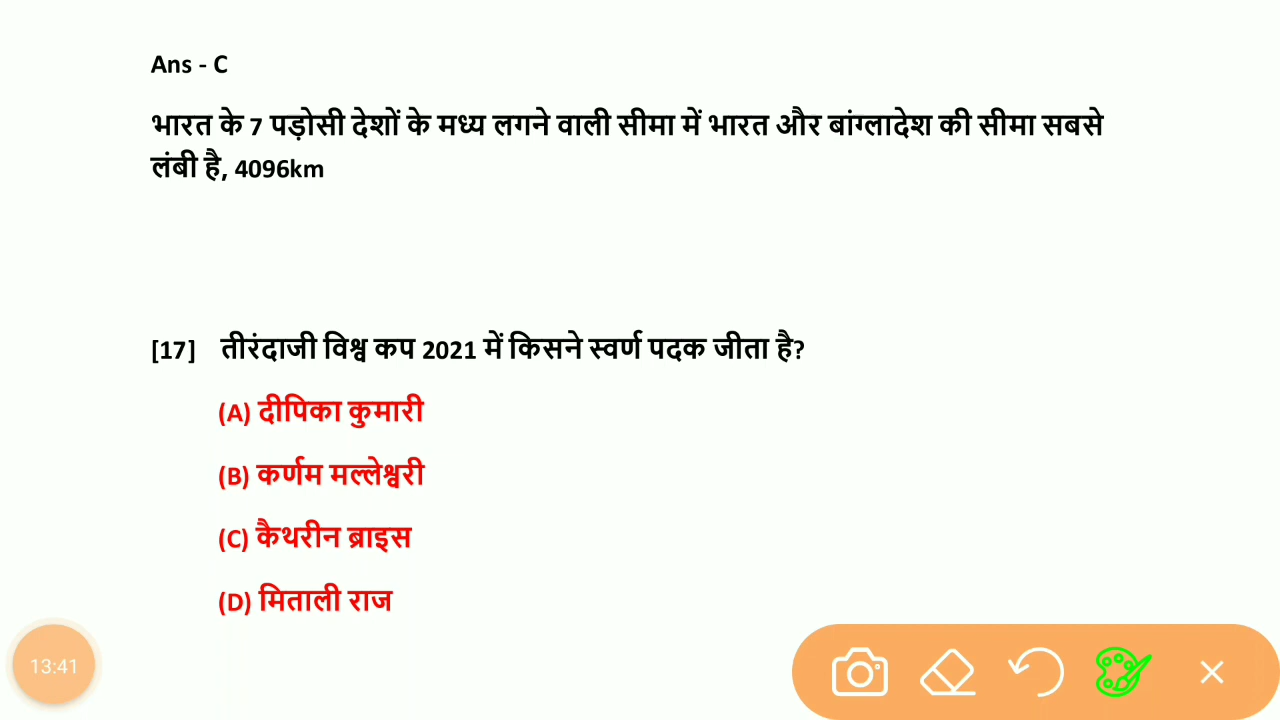 Ans - C
भारत के 7 पड़ोसी देशों के मध्य लगने वाली सीमा में भारत और बांग्लादेश की सीमा सबसे
लंबी है, 4096km
[17] तीरंदाजी विश्व कप 2021 में किसने स्वर्ण पदक जीता है?
(A) दीपिका कुमारी
(B) कर्णम मल्लेश्वरी
(C) कैथरीन ब्राइस
(D) मिताली राज
13:41